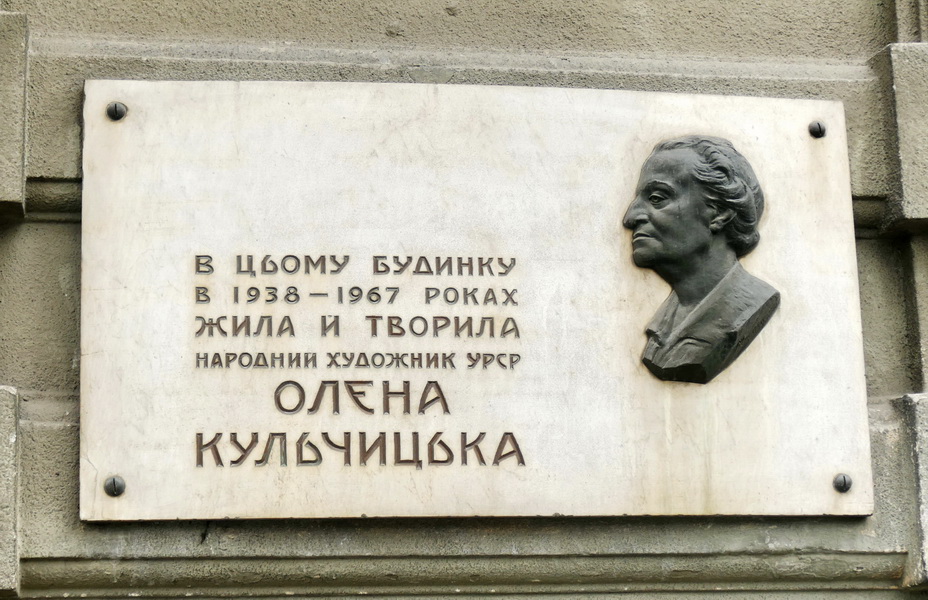 В ЦЬОМУ БУДИНКУ
В 1938–1967 РОКАХ
ЖИЛА Й ТВОРИЛА
НАРОДНИЙ ХУДОЖНИК УРСР
ОЛЕНА
КУЛЬЧИЦЬКА